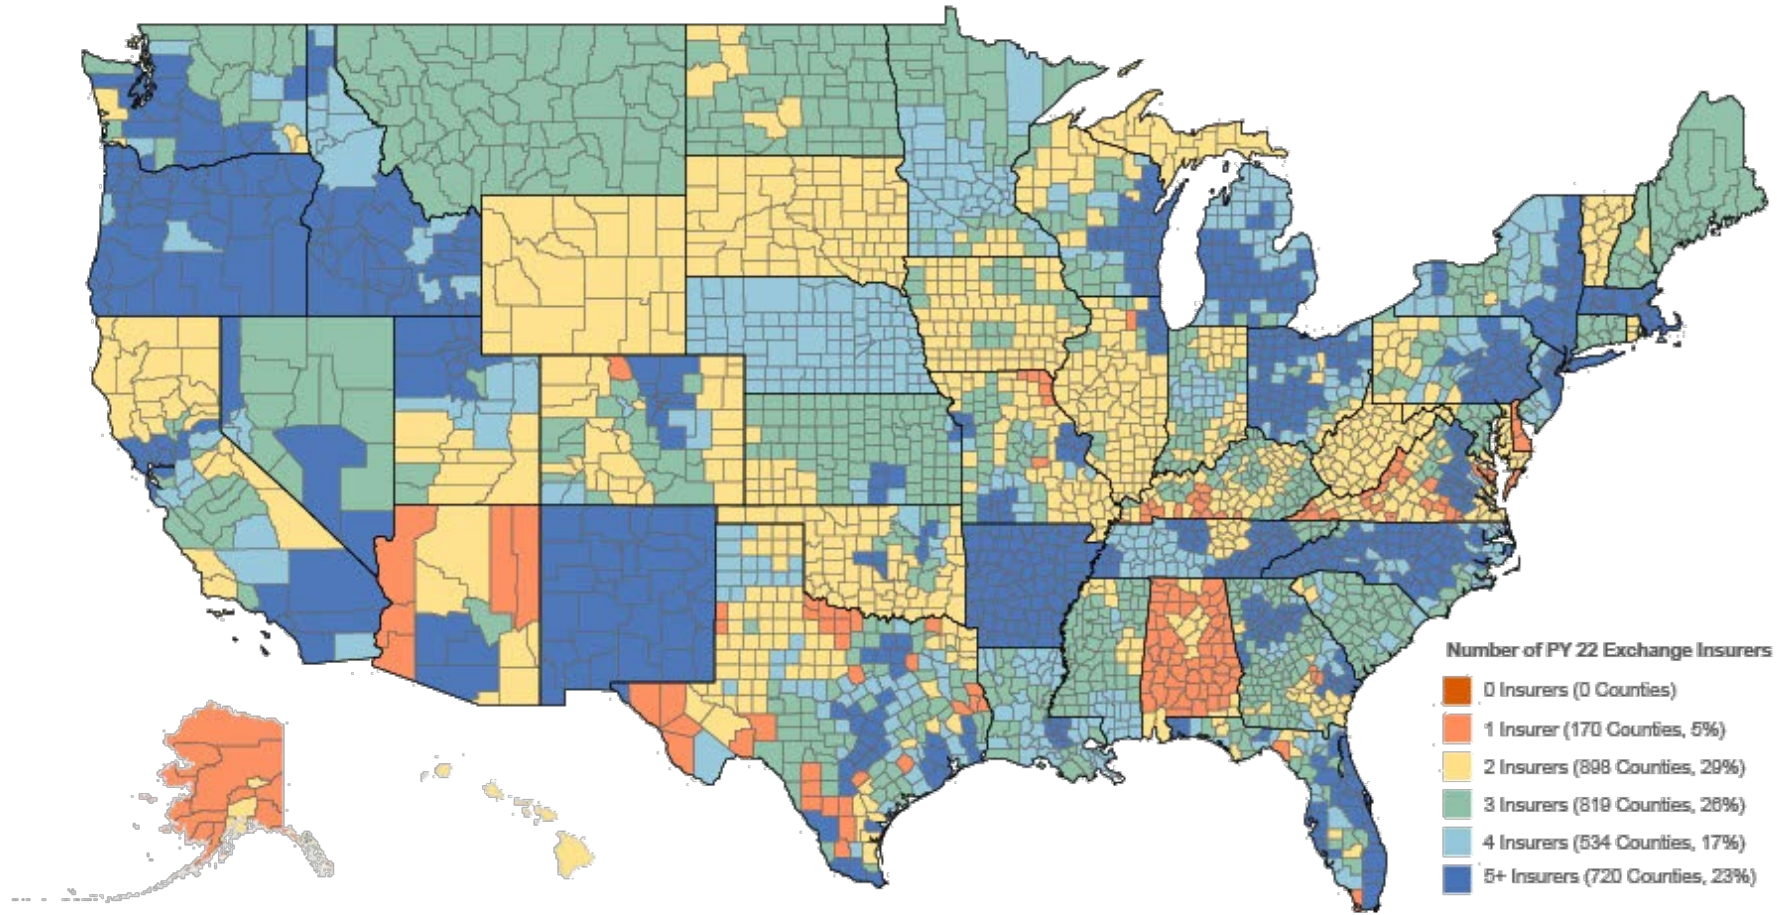 Number of PY 22 Exchange Insurers
0 Insurers (0 Counties)
1 Insurer (170 Counties, 5%)
2 Insurers (898 Counties, 29%)
3 Insurers (819 Counties, 26%)
4 Insurers (534 Counties, 17%)
5+ Insurers (720 Counties, 23%)